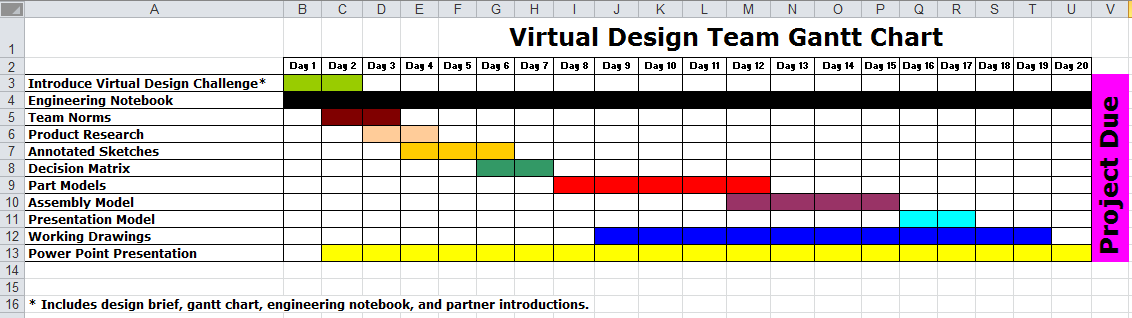 A B C D E F G H I J K L M N O P Q R S T U V
1 Virtual Design Team Gantt Chart
2 Day 1 Day 2 Day 3 Day 4 Day 5 Day 6 Day 7 Day 8 Day 9 Day 10 Day 11 Day 12 Day 13 Day 14 Day 15 Day 16 Day 17 Day 18 Day 19 Day 20
3 Introduce Virtual Design Challenge*
4 Engineering Notebook
5 Team Norms
6 Product Research
7 Annotated Sketches
8 Decision Matrix
9 Part Models
10 Assembly Model
11 Presentation Model
12 Working Drawings
13 Power Point Presentation
Project Due
14
15
16 * Includes design brief, gantt chart, engineering notebook, and partner introductions.